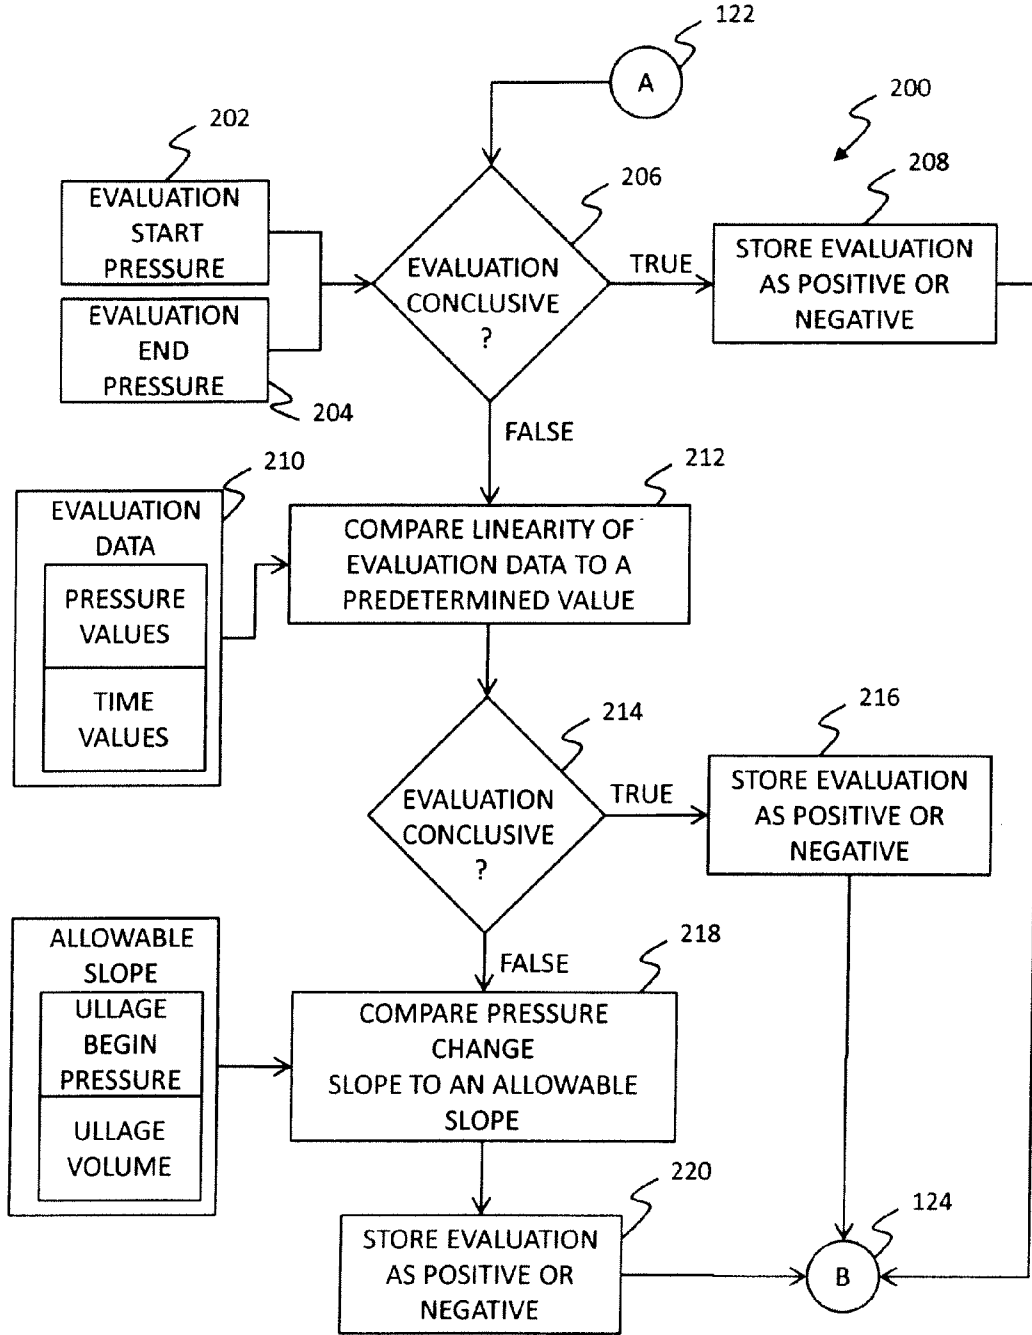 122
A
200
202
EVALUATION
START
PRESSURE
206
208
EVALUATION
CONCLUSIVE
?
TRUE
STORE EVALUATION
AS POSITIVE OR
NEGATIVE
EVALUATION
END
PRESSURE
204
FALSE
210
212
EVALUATION
DATA
PRESSURE
VALUES
TIME
VALUES
COMPARE LINEARITY OF
EVALUATION DATA TO A
PREDETERMINED VALUE
214
216
EVALUATION
CONCLUSIVE
?
TRUE
STORE EVALUATION
AS POSITIVE OR
NEGATIVE
FALSE
218
ALLOWABLE
SLOPE
ULLAGE
BEGIN
PRESSURE
ULLAGE
VOLUME
COMPARE PRESSURE
CHANGE
SLOPE TO AN ALLOWABLE
SLOPE
220
124
STORE EVALUATION
AS POSITIVE OR
NEGATIVE
B